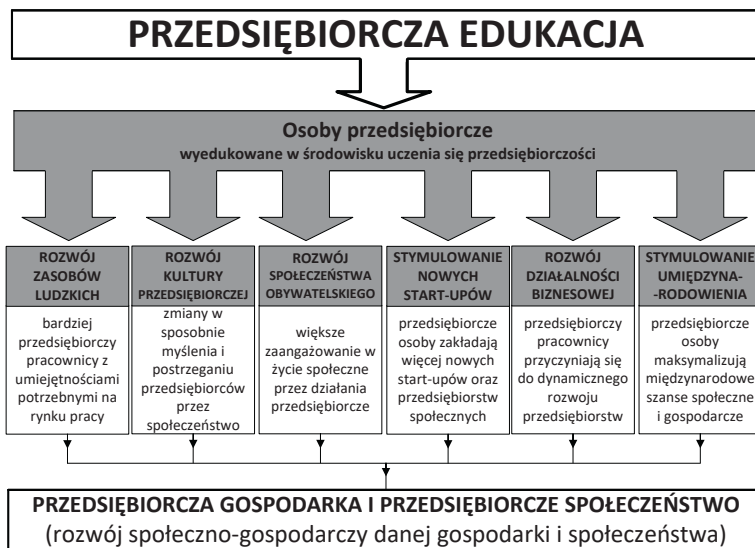 PRZEDSIĘBIORCZA EDUKACJA
Osoby przedsiębiorcze
wyedukowane w środowisku uczenia się przedsiębiorczości
ROZWÓJ
ZASOBÓW
LUDZKICH
bardziej
przedsiębiorczy
pracownicy z
umiejętnościami
potrzebnymi na
rynku pracy
ROZWÓJ
KULTURY
PRZEDSIĘBIORCZEJ
zmiany w
sposobnie
myślenia i
postrzeganiu
przedsiębiorców
przez
społeczeństwo
ROZWÓJ
SPOŁECZEŃSTWA
OBYWATELSKIEGO
większe
zaangażowanie w
życie społeczne
przez działania
przedsiębiorcze
STYMULOWANIE
NOWYCH
START-UPÓW
przedsiębiorcze
osoby zakładają
więcej nowych
start-upów oraz
przedsiębiorstw
społecznych
ROZWÓJ
DZIAŁALNOŚCI
BIZNESOWEJ
przedsiębiorczy
pracownicy
przyczyniają się
do dynamicznego
rozwoju
przedsiębiorstw
STYMULOWANIE
UMIĘDZYNA-
-RODOWIENIA
przedsiębiorcze
osoby
maksymalizują
międzynarodowe
szanse społeczne
i gospodarcze
PRZEDSIĘBIORCZA GOSPODARKA I PRZEDSIĘBIORCZE SPOŁECZEŃSTWO
(rozwój społeczno-gospodarczy danej gospodarki i społeczeństwa)